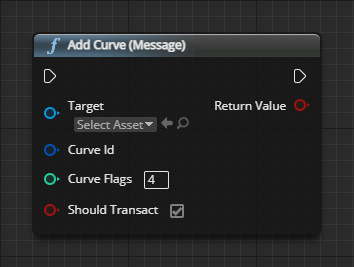 Add Curve (Message)
Target
Return Value
Select Asset
Curve Id
Curve Flags 4
Should Transact